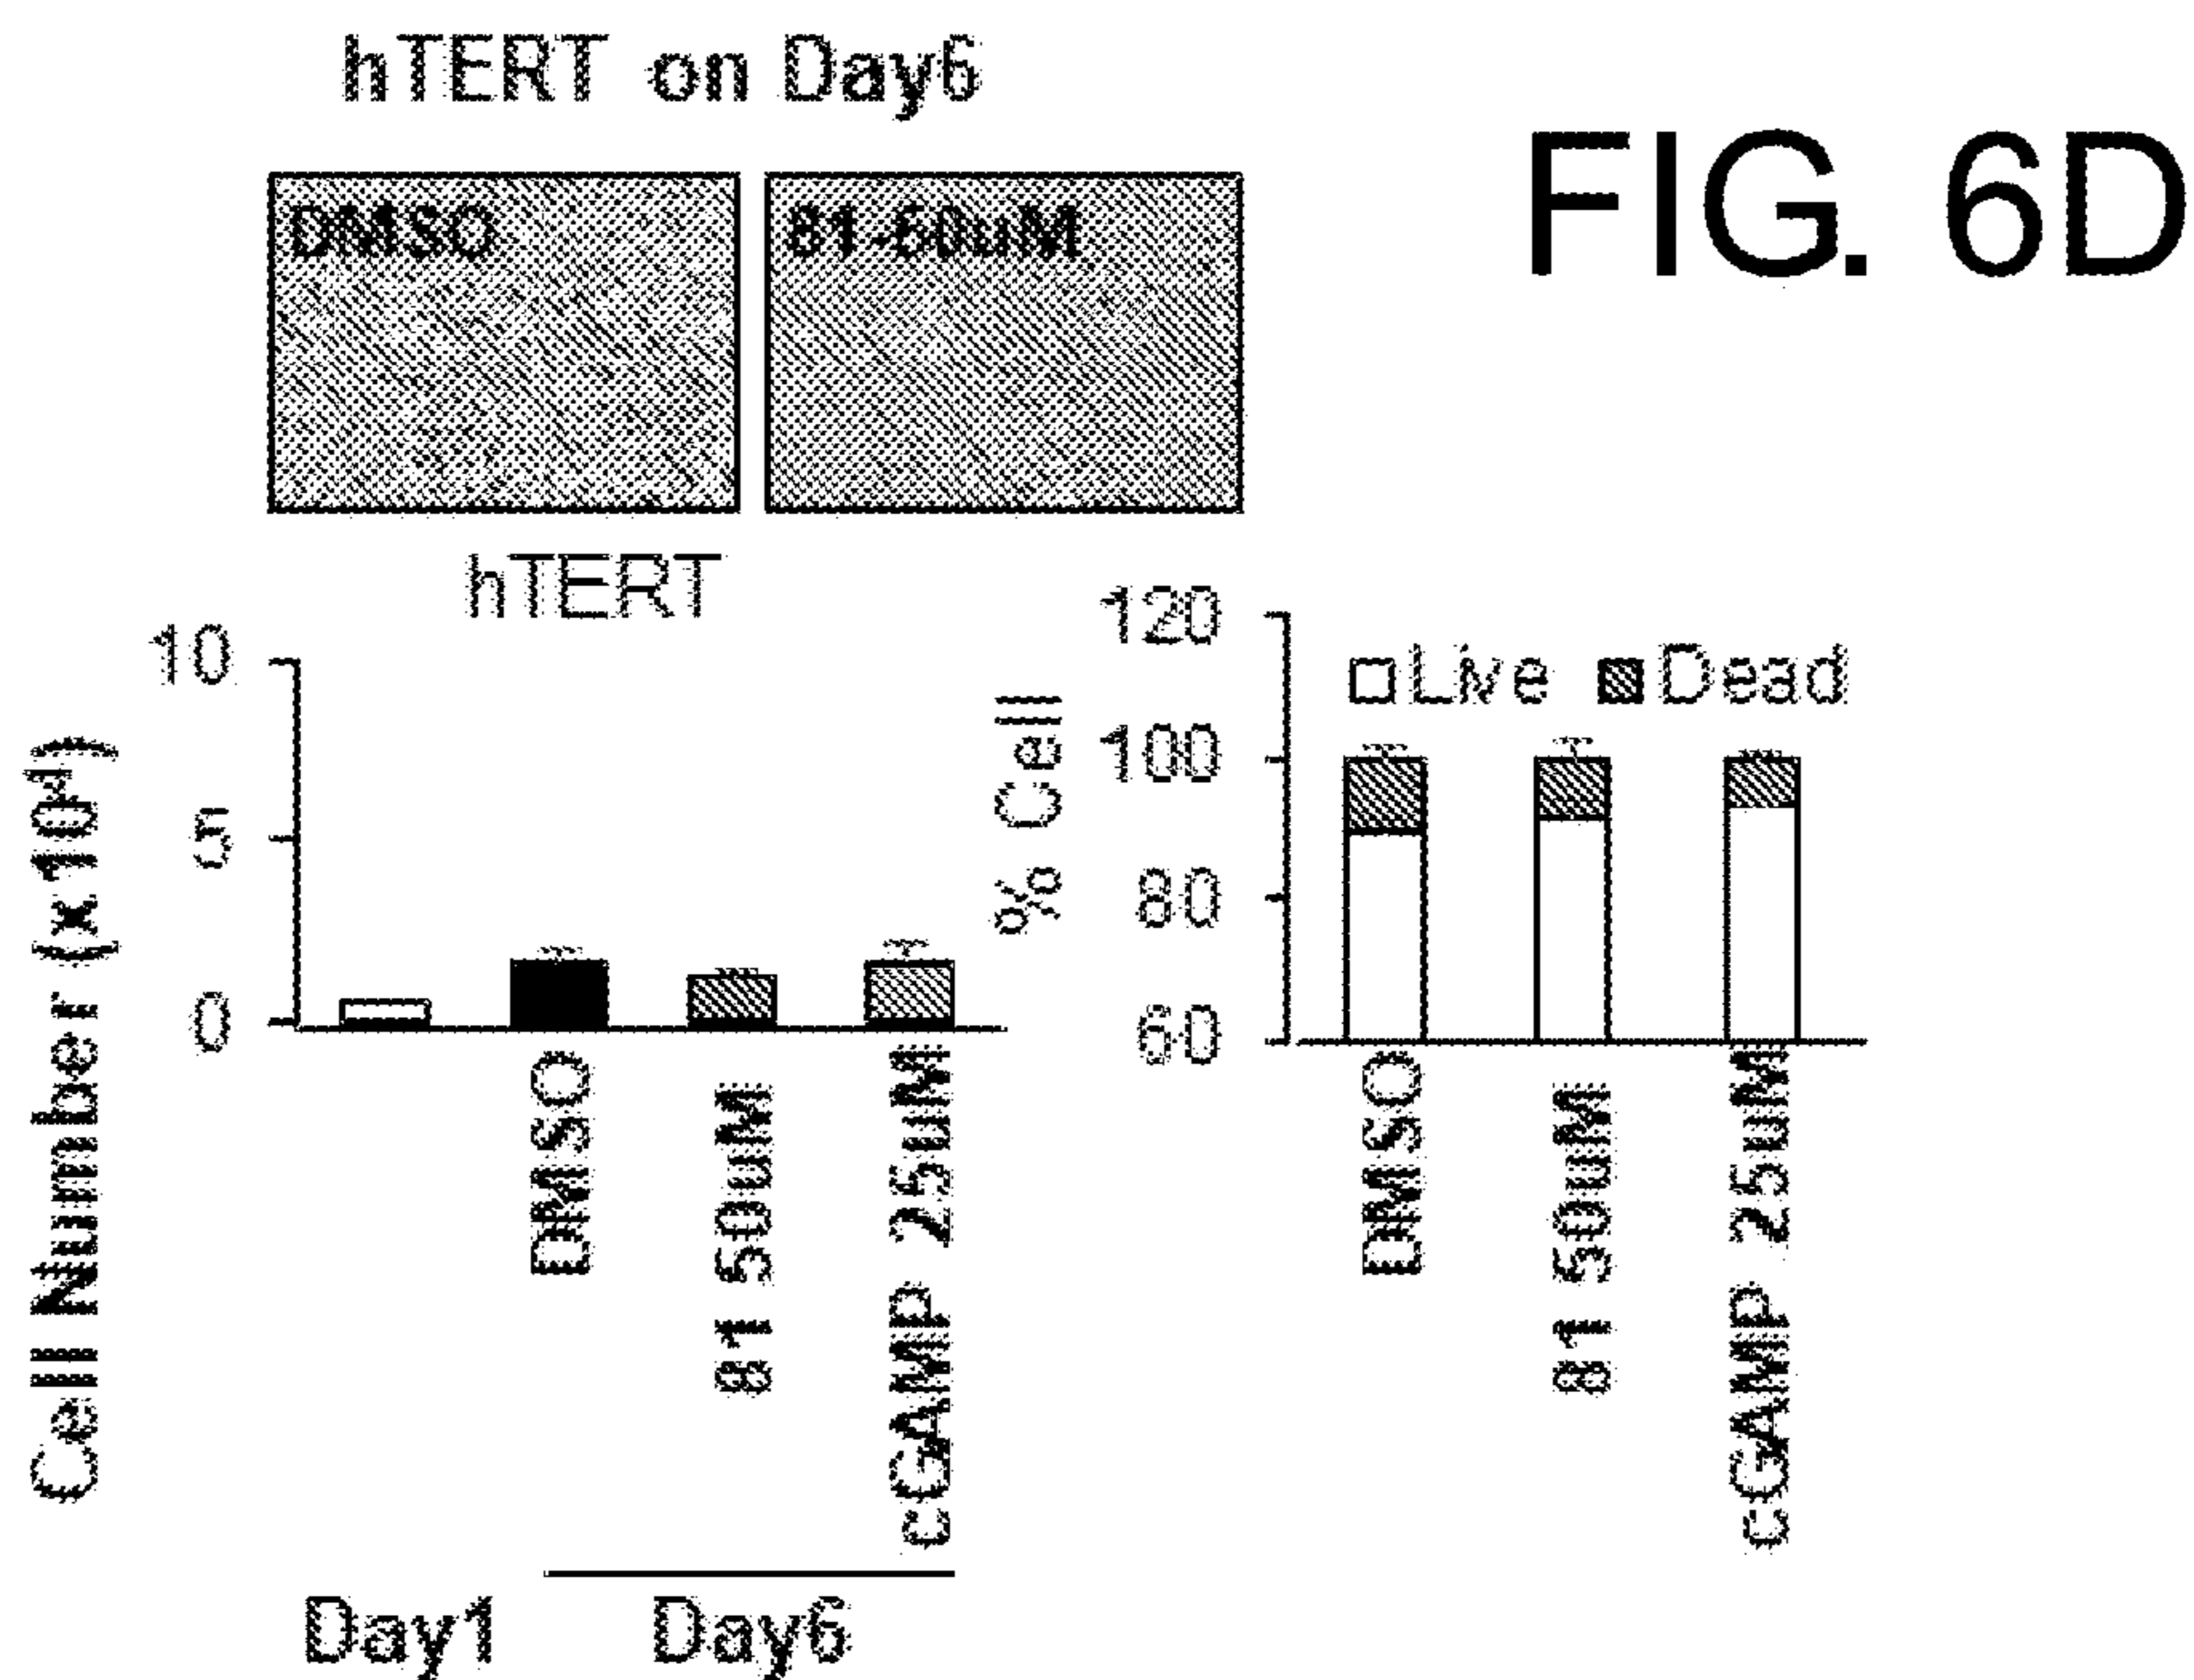 hTERT on Day6
FIG. 6D
DMSO
81-50uM
hTERT
Cell Number (x10⁴)
10
5
0
DMSO
81 50uM
cGAMP 25uM
Day1
Day6
% Cell
120
100
80
60
Live
Dead
DMSO
81 50uM
cGAMP 25uM